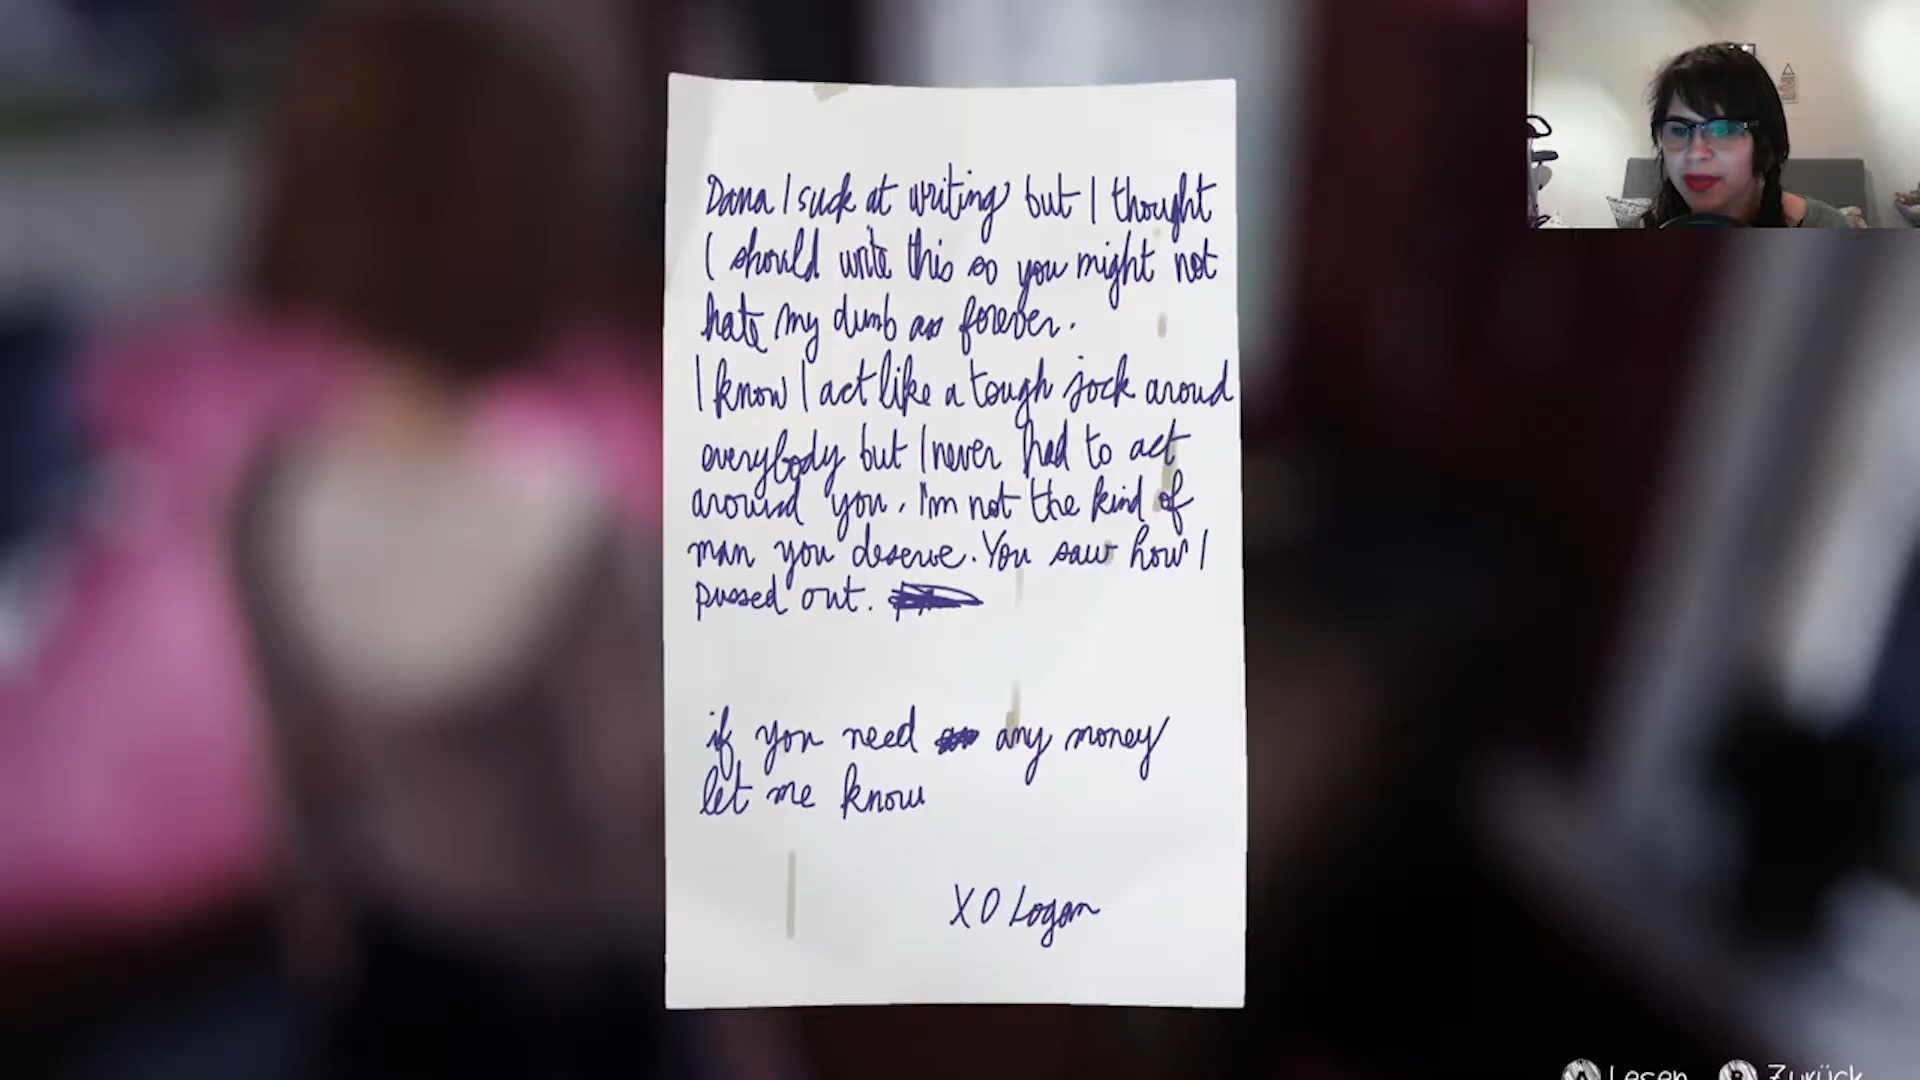 Dana I suck at writing but I thought
I should write this so you might not
hate my dumb ass forever.
I know I act like a tough jock aroud
everybody but I never had to act
around you. I'm not the kind of
man you deserve. You saw how I
pussed out.
if you need any money
let me know
XO Logan
A Lesen B Zurück